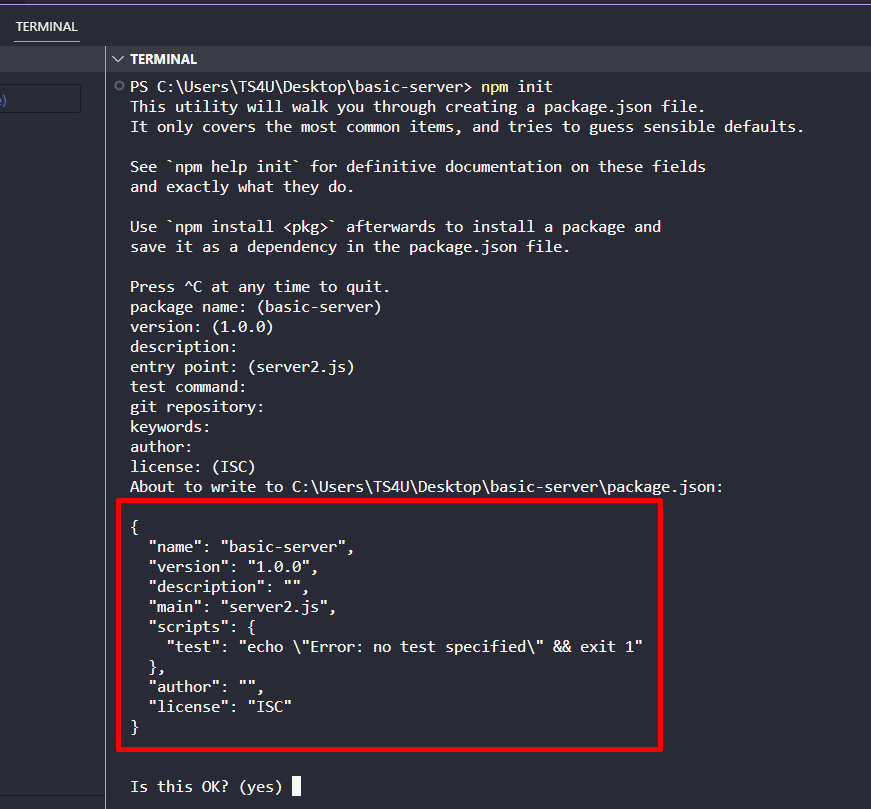 TERMINAL
TERMINAL
e)
PS C:\Users\TS4U\Desktop\basic-server> npm init
This utility will walk you through creating a package.json file.
It only covers the most common items, and tries to guess sensible defaults.
See `npm help init` for definitive documentation on these fields
and exactly what they do.
Use `npm install <pkg>` afterwards to install a package and
save it as a dependency in the package.json file.
Press ^C at any time to quit.
package name: (basic-server)
version: (1.0.0)
description:
entry point: (server2.js)
test command:
git repository:
keywords:
author:
license: (ISC)
About to write to C:\Users\TS4U\Desktop\basic-server\package.json:
{
  "name": "basic-server",
  "version": "1.0.0",
  "description": "",
  "main": "server2.js",
  "scripts": {
    "test": "echo \"Error: no test specified\" && exit 1"
  },
  "author": "",
  "license": "ISC"
}
Is this OK? (yes)